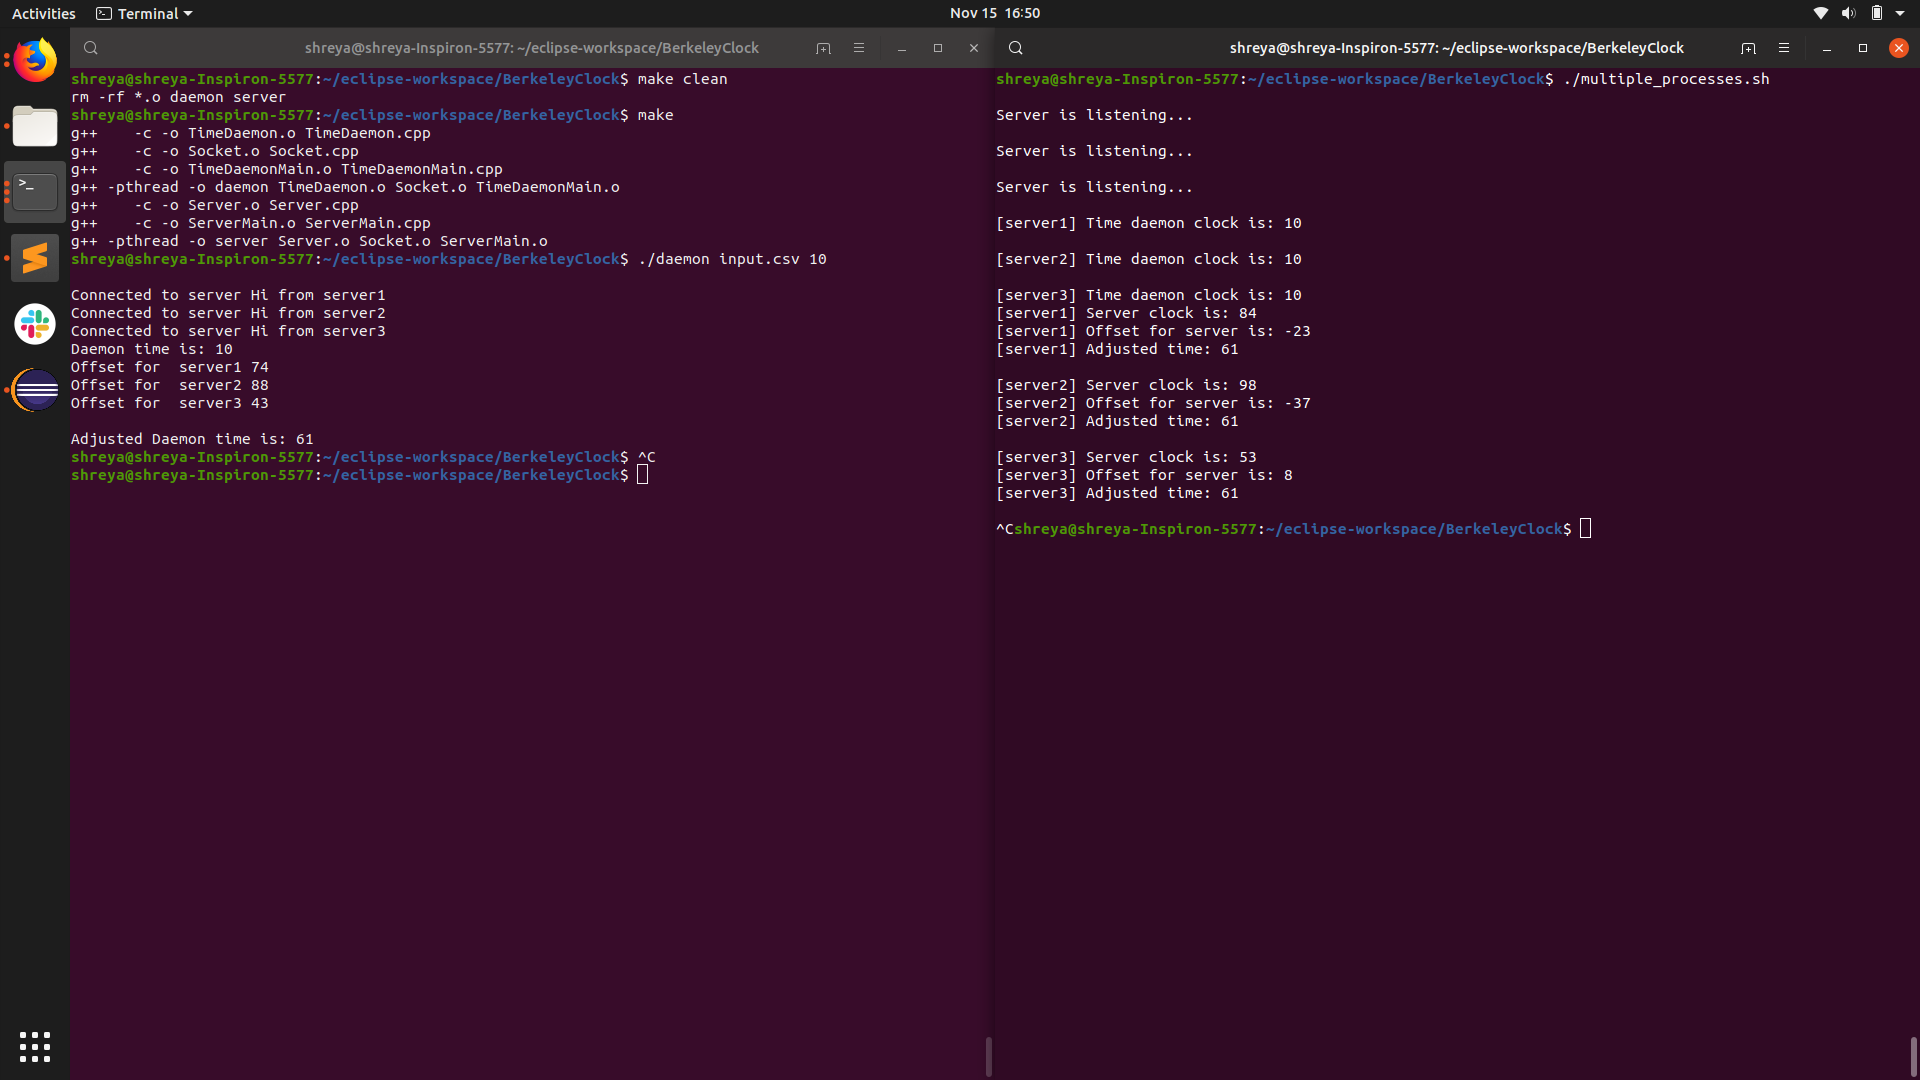 Activities Terminal Nov 15 16:50
shreya@shreya-Inspiron-5577: ~/eclipse-workspace/BerkeleyClock
shreya@shreya-Inspiron-5577:~/eclipse-workspace/BerkeleyClock$ make clean
rm -rf *.o daemon server
shreya@shreya-Inspiron-5577:~/eclipse-workspace/BerkeleyClock$ make
g++    -c -o TimeDaemon.o TimeDaemon.cpp
g++    -c -o Socket.o Socket.cpp
g++    -c -o TimeDaemonMain.o TimeDaemonMain.cpp
g++ -pthread -o daemon TimeDaemon.o Socket.o TimeDaemonMain.o
g++    -c -o Server.o Server.cpp
g++    -c -o ServerMain.o ServerMain.cpp
g++ -pthread -o server Server.o Socket.o ServerMain.o
shreya@shreya-Inspiron-5577:~/eclipse-workspace/BerkeleyClock$ ./daemon input.csv 10
Connected to server Hi from server1
Connected to server Hi from server2
Connected to server Hi from server3
Daemon time is: 10
Offset for  server1 74
Offset for  server2 88
Offset for  server3 43
Adjusted Daemon time is: 61
shreya@shreya-Inspiron-5577:~/eclipse-workspace/BerkeleyClock$ ^C
shreya@shreya-Inspiron-5577:~/eclipse-workspace/BerkeleyClock$
shreya@shreya-Inspiron-5577: ~/eclipse-workspace/BerkeleyClock
shreya@shreya-Inspiron-5577:~/eclipse-workspace/BerkeleyClock$ ./multiple_processes.sh
Server is listening...
Server is listening...
Server is listening...
[server1] Time daemon clock is: 10
[server2] Time daemon clock is: 10
[server3] Time daemon clock is: 10
[server1] Server clock is: 84
[server1] Offset for server is: -23
[server1] Adjusted time: 61
[server2] Server clock is: 98
[server2] Offset for server is: -37
[server2] Adjusted time: 61
[server3] Server clock is: 53
[server3] Offset for server is: 8
[server3] Adjusted time: 61
^Cshreya@shreya-Inspiron-5577:~/eclipse-workspace/BerkeleyClock$